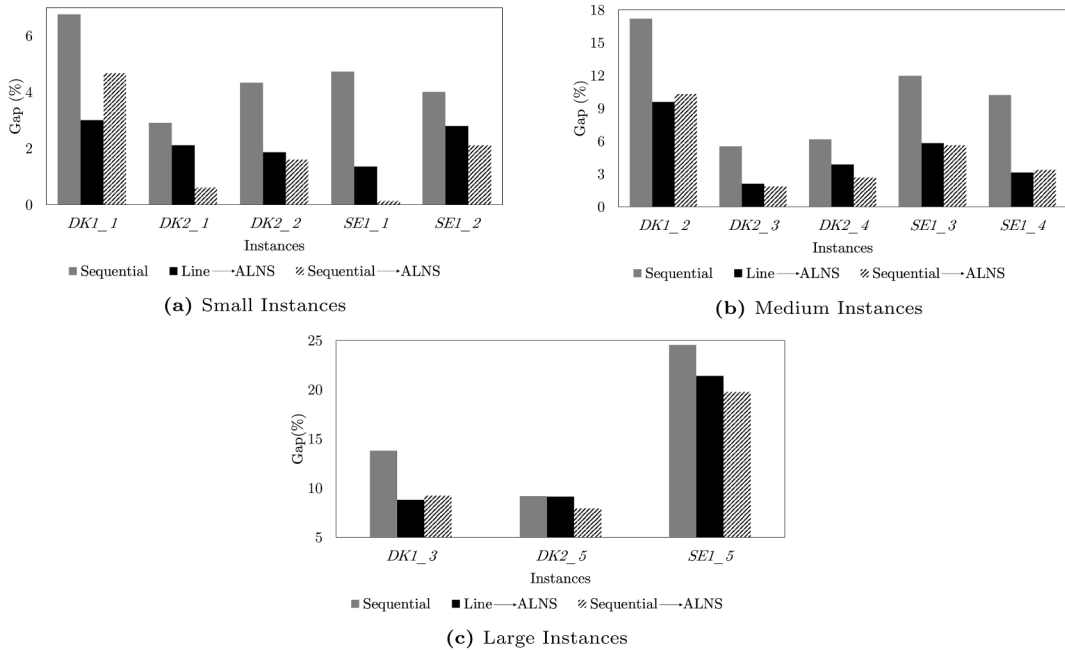 6
4
2
0
Gap (%)
DK1_1 DK2_1 DK2_2 SE1_1 SE1_2
Instances
Sequential Line⟶ALNS Sequential⟶ALNS
(a) Small Instances
18
15
12
9
6
3
0
Gap (%)
DK1_2 DK2_3 DK2_4 SE1_3 SE1_4
Instances
Sequential Line⟶ALNS Sequential⟶ALNS
(b) Medium Instances
25
20
15
10
5
Gap(%)
DK1_3 DK2_5 SE1_5
Instances
Sequential Line⟶ALNS Sequential⟶ALNS
(c) Large Instances